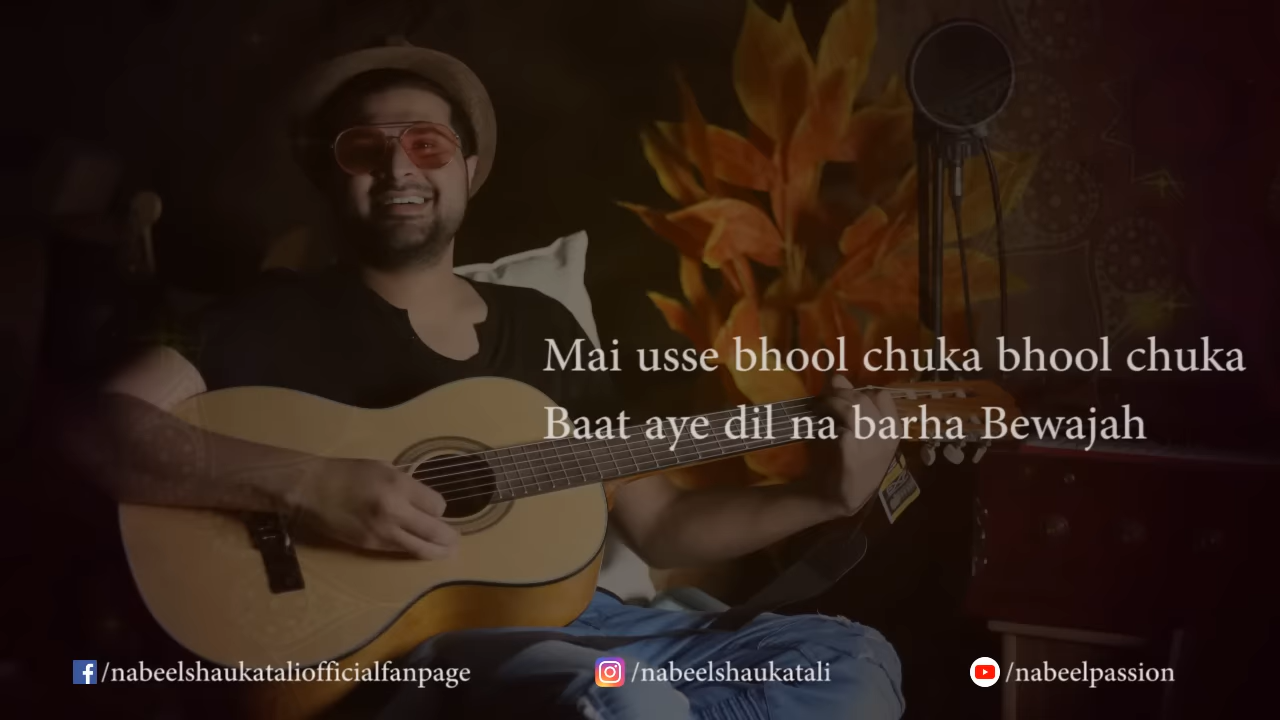 Mai usse bhool chuka bhool chuka
Baat aye dil na barha Bewajah
/nabeelshaukataliofficialfanpage
/nabeelshaukatali
/nabeelpassion